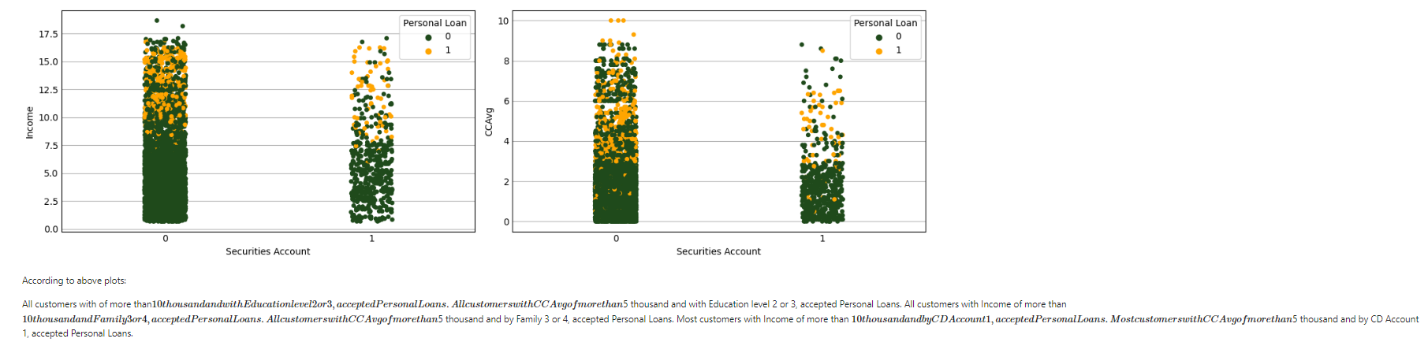 Personal Loan
0
1
17.5
15.0
12.5
10.0
7.5
5.0
2.5
0.0
Income
0
1
Securities Account
Personal Loan
0
1
10
8
6
4
2
0
CCAvg
0
1
Securities Account
According to above plots:
All customers with of more than10thousandandwithEducationlevel2or3, acceptedPersonalLoans. AllcustomerswithCCAvgofmorethan5 thousand and with Education level 2 or 3, accepted Personal Loans. All customers with Income of more than
10thousandandFamily3or4, acceptedPersonalLoans. AllcustomerswithCCAvgofmorethan5 thousand and by Family 3 or 4, accepted Personal Loans. Most customers with Income of more than 10thousandandbyCDAccount1, acceptedPersonalLoans. MostcustomerswithCCAvgofmorethan5 thousand and by CD Account
1, accepted Personal Loans.